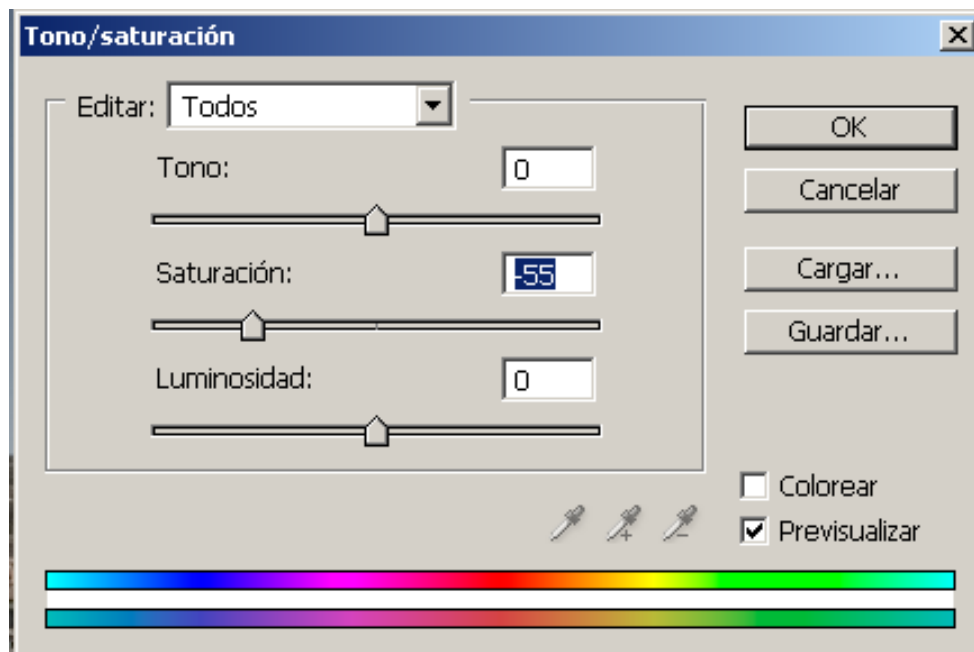 Tono/saturación
Editar: Todos
OK
Tono: 0
Cancelar
Saturación: -55
Cargar...
Guardar...
Luminosidad: 0
Colorear
Previsualizar